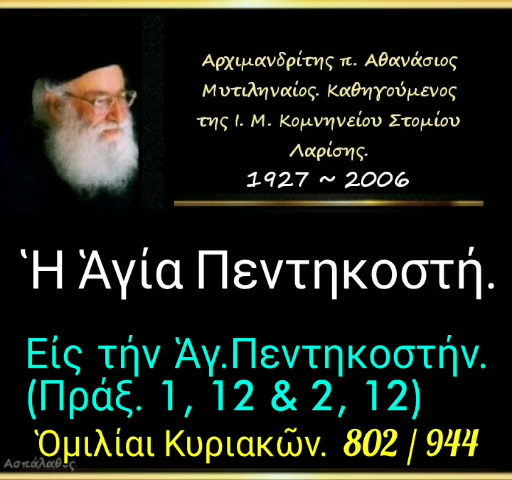 Αρχιμανδρίτης π. Αθανάσιος
Μυτιληναίος. Καθηγούμενος
της Ι. Μ. Κομνηνείου Στομίου
Λαρίσης.
1927 ~ 2006
Ἡ Ἁγία Πεντηκοστή.
Εἰς τήν Ἁγ.Πεντηκοστήν.
(Πράξ. 1, 12 & 2, 12)
Ὁμιλίαι Κυριακῶν. 802 / 944
Ασπάλαθος